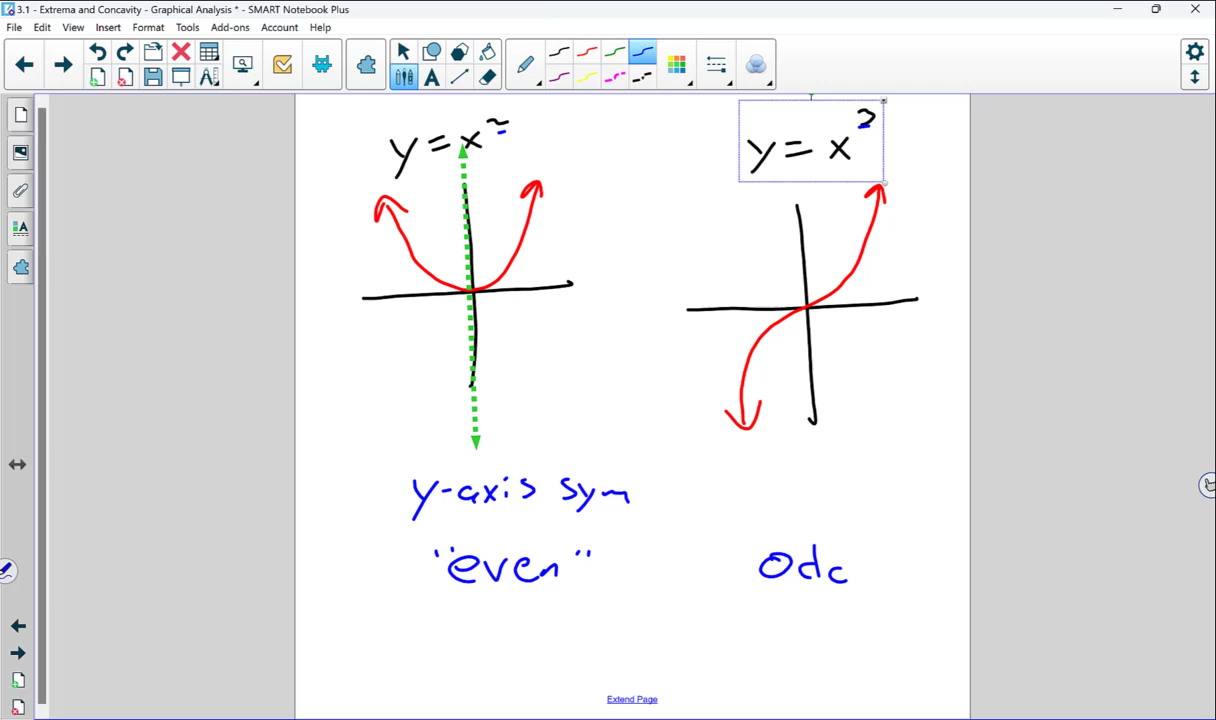 3.1 - Extrema and Concavity - Graphical Analysis * - SMART Notebook Plus
File Edit View Insert Format Tools Add-ons Account Help
y = x² y = x³
y-axis sym
"even" Odc
Extend Page